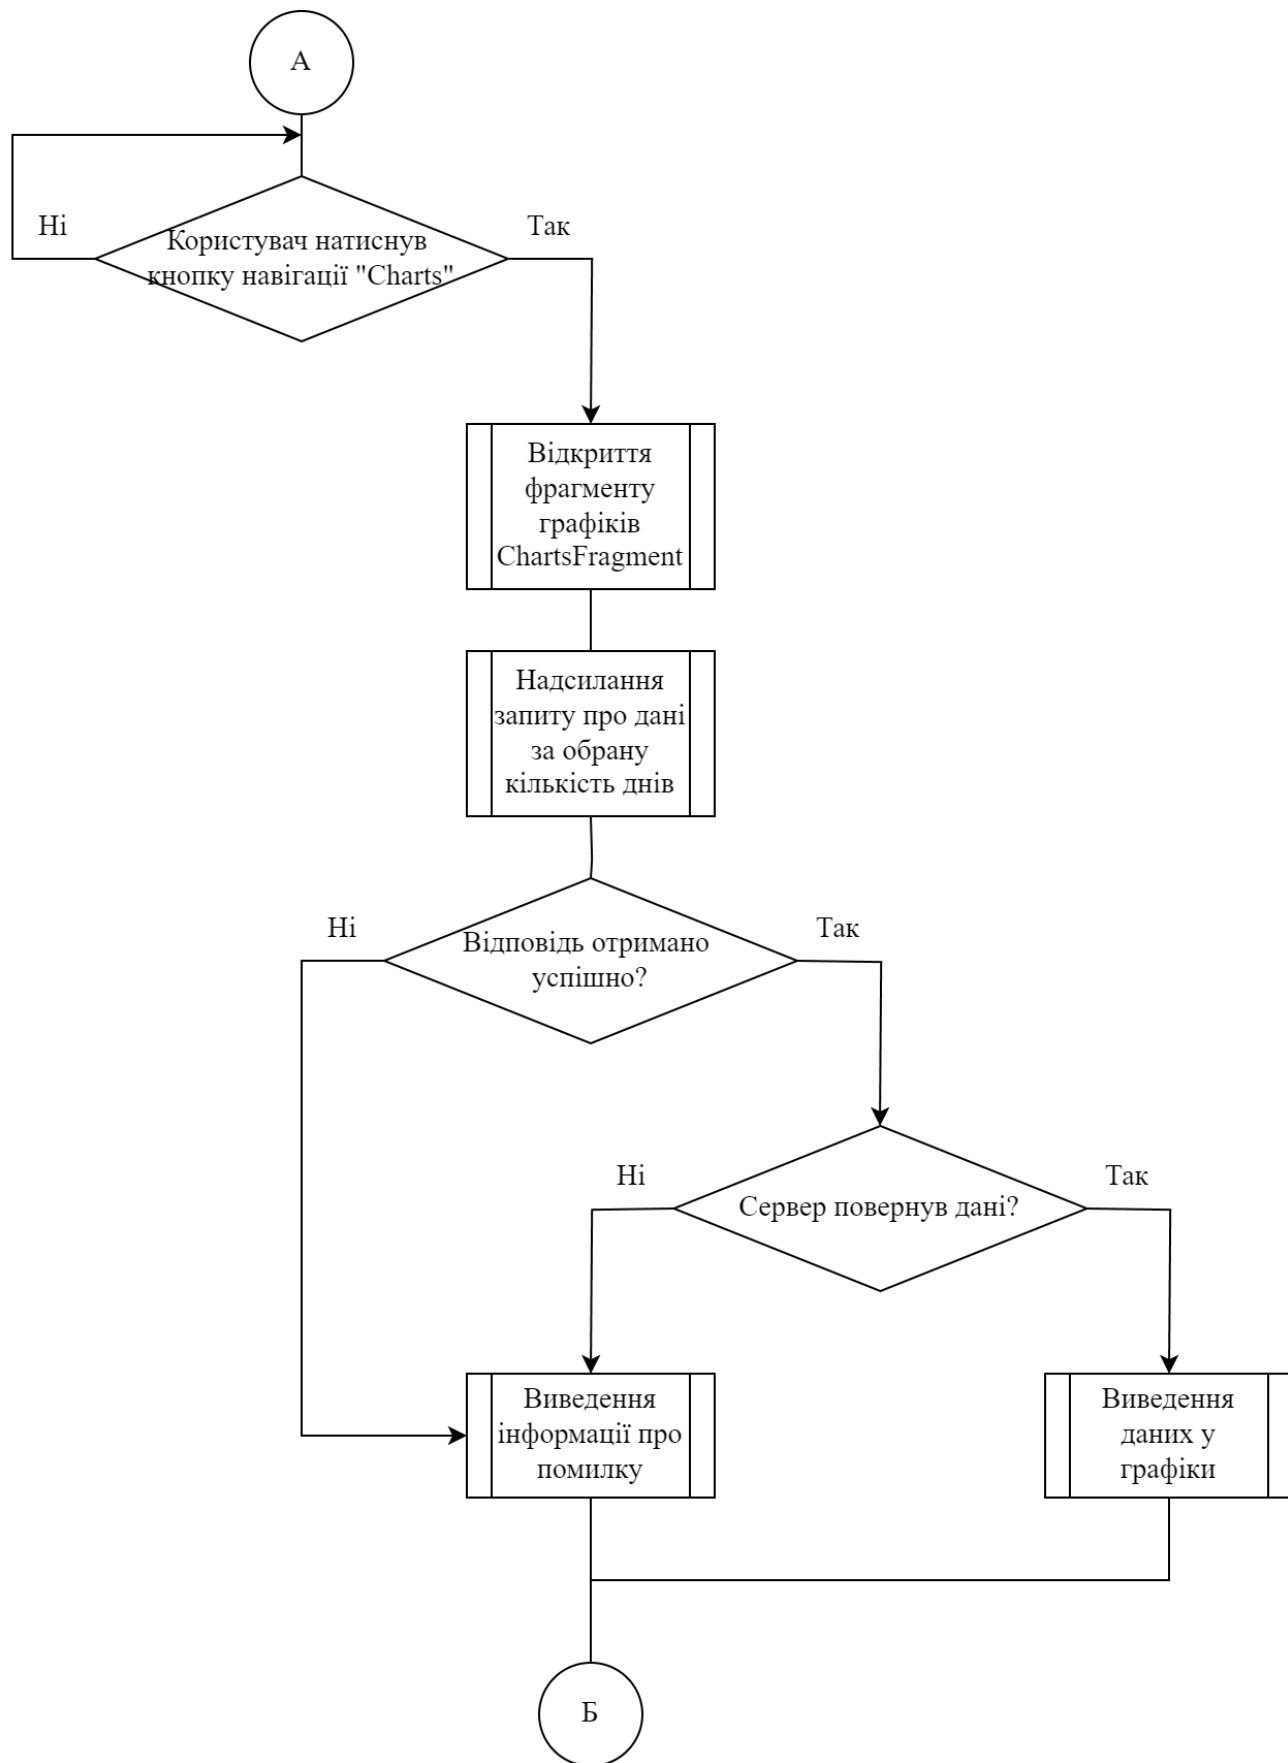 А
Ні
Так
Користувач натиснув
кнопку навігації "Charts"
Відкриття
фрагменту
графіків
ChartsFragment
Надсилання
запиту про дані
за обрану
кількість днів
Ні
Так
Відповідь отримано
успішно?
Ні
Так
Сервер повернув дані?
Виведення
інформації про
помилку
Виведення
даних у
графіки
Б